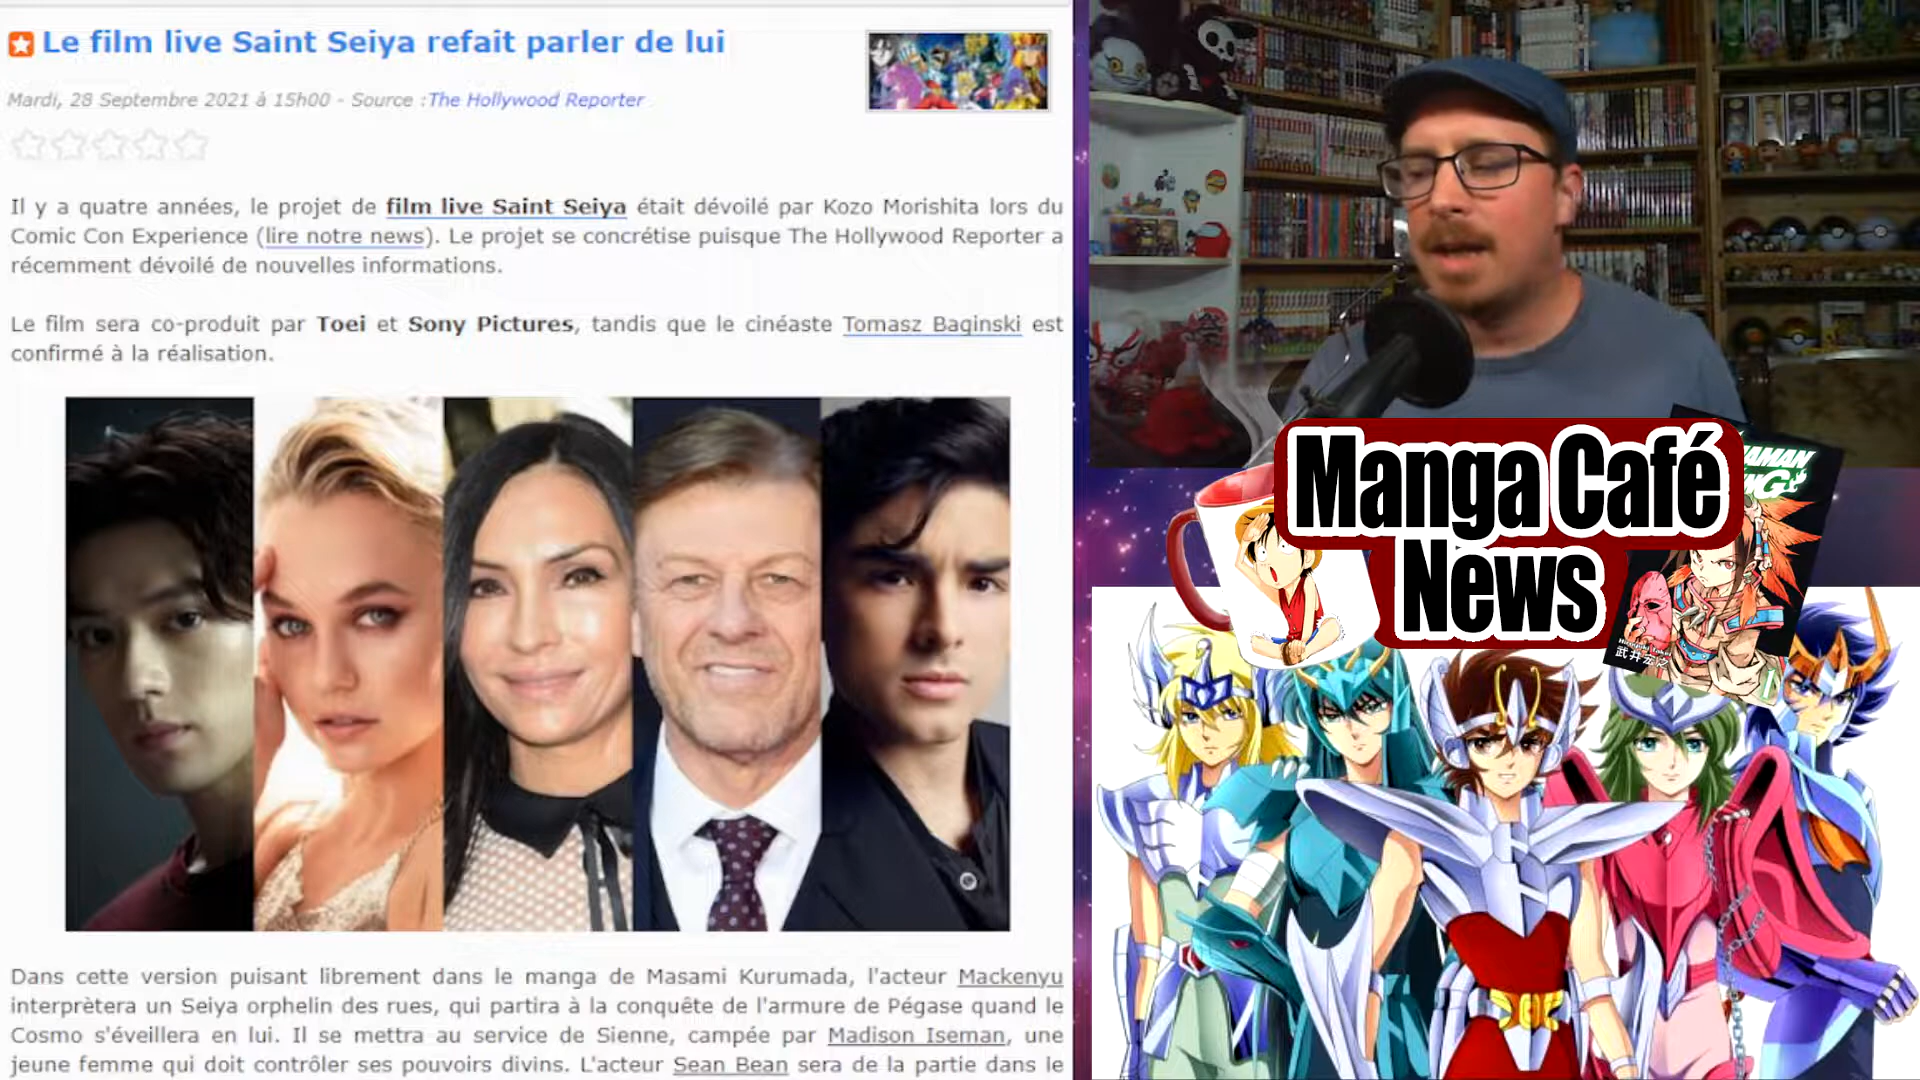 Le film live Saint Seiya refait parler de lui
Mardi, 28 Septembre 2021 à 15h00 - Source :The Hollywood Reporter
Il y a quatre années, le projet de film live Saint Seiya était dévoilé par Kozo Morishita lors du
Comic Con Experience (lire notre news). Le projet se concrétise puisque The Hollywood Reporter a
récemment dévoilé de nouvelles informations.
Le film sera co-produit par Toei et Sony Pictures, tandis que le cinéaste Tomasz Baginski est
confirmé à la réalisation.
Dans cette version puisant librement dans le manga de Masami Kurumada, l'acteur Mackenyu
interprètera un Seiya orphelin des rues, qui partira à la conquête de l'armure de Pégase quand le
Cosmo s'éveillera en lui. Il se mettra au service de Sienne, campée par Madison Iseman, une
jeune femme qui doit contrôler ses pouvoirs divins. L'acteur Sean Bean sera de la partie dans le
Manga Café
News
武井宏之